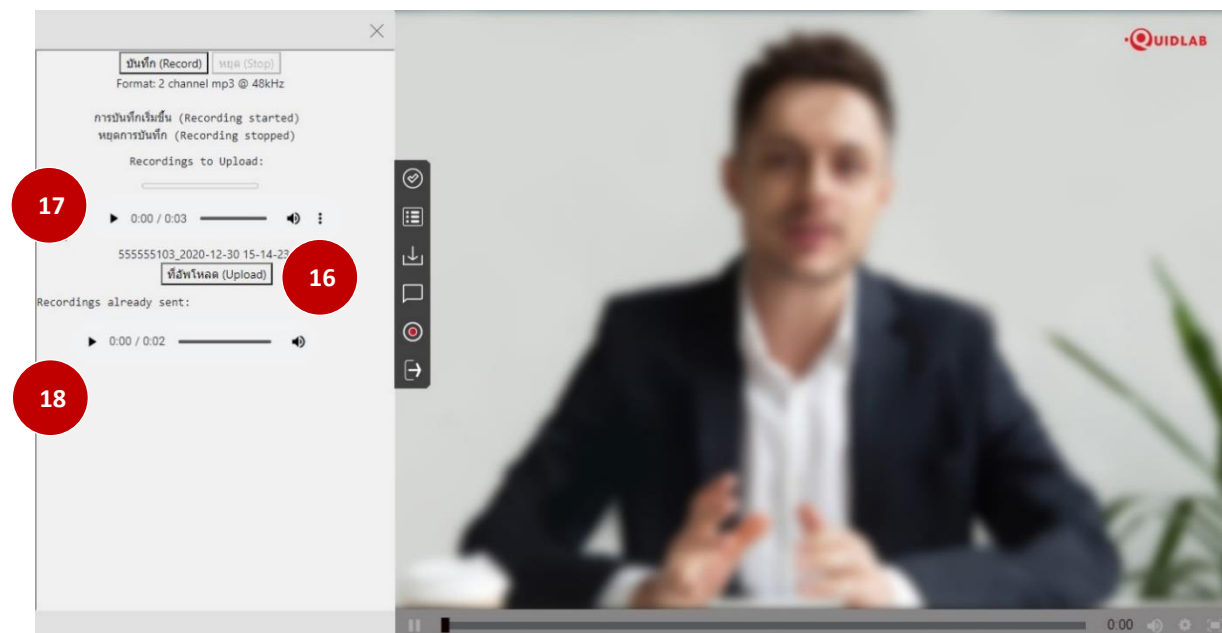 QUIDLAB
บันทึก (Record) หยุด (Stop)
Format: 2 channel mp3 @ 48kHz
การบันทึกเริ่มขึ้น (Recording started)
หยุดการบันทึก (Recording stopped)
Recordings to Upload:
17
0:00 / 0:03
555555103_2020-12-30 15-14-23
ที่อัพโหลด (Upload)
16
Recordings already sent:
0:00 / 0:02
18
0:00